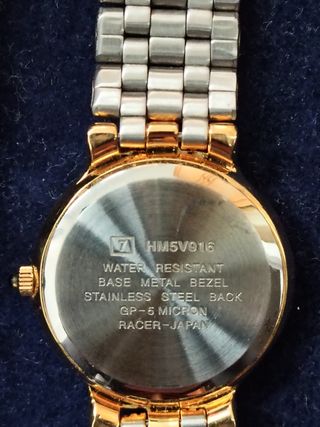 7 HM5V916
WATER RESISTANT
BASE METAL BEZEL
STAINLESS STEEL BACK
GP-5 MICRON
RACER-JAPAN